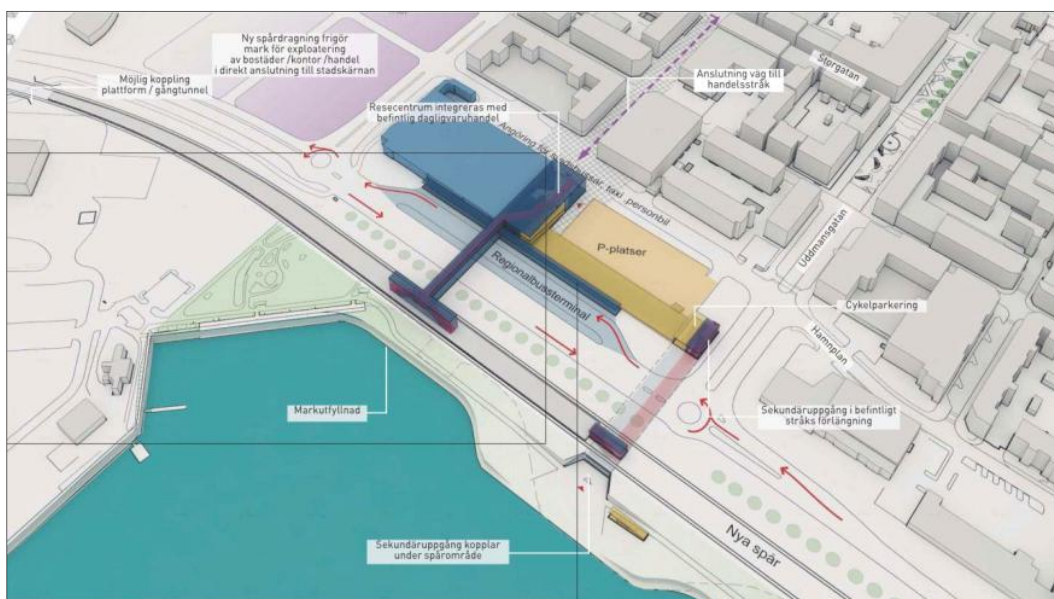 Ny spårdragning frigör
mark för exploatering
av bostäder /kontor /handel
i direkt anslutning till stadskärnan
Möjlig koppling
plattform / gångtunnel
Anslutning väg till
handelsstråk
Storgatan
Resecentrum integreras med
befintlig dagligvaruhandel
Angöring för
taxi personbil
P-platser
Uddmansgatan
Regionalbussterminal
Cykelparkering
Hamnplan
Markutfyllnad
Sekundäruppgång i befintligt
stråks förlängning
Nya spår
Sekundäruppgång kopplar
under spårområde